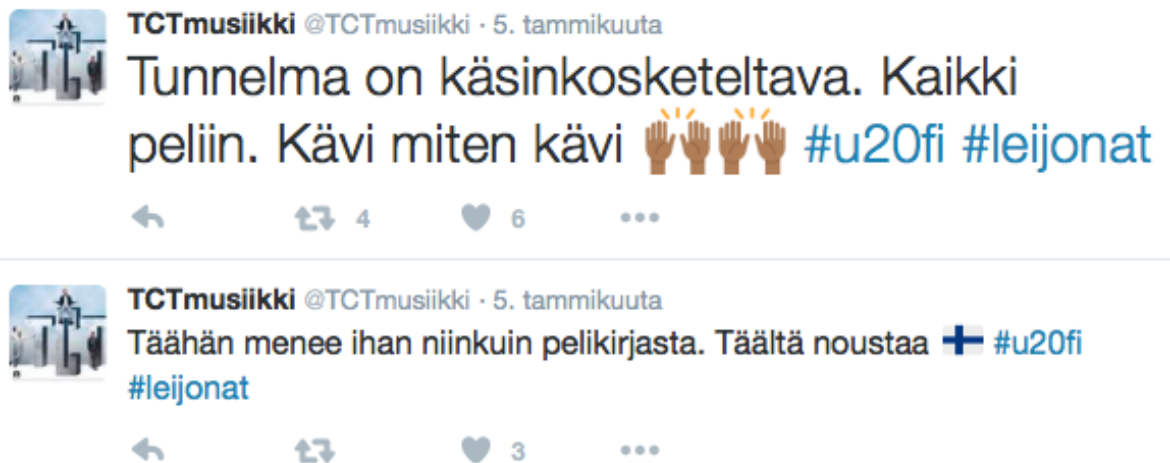 TCTmusiikki @TCTmusiikki · 5. tammikuuta
Tunnelma on käsinkosketeltava. Kaikki
peliin. Kävi miten kävi 🙌🏽🙌🏽 #u20fi #leijonat
4 6
TCTmusiikki @TCTmusiikki · 5. tammikuuta
Täähän menee ihan niinkuin pelikirjasta. Täältä noustaa 🇫🇮 #u20fi
#leijonat
3